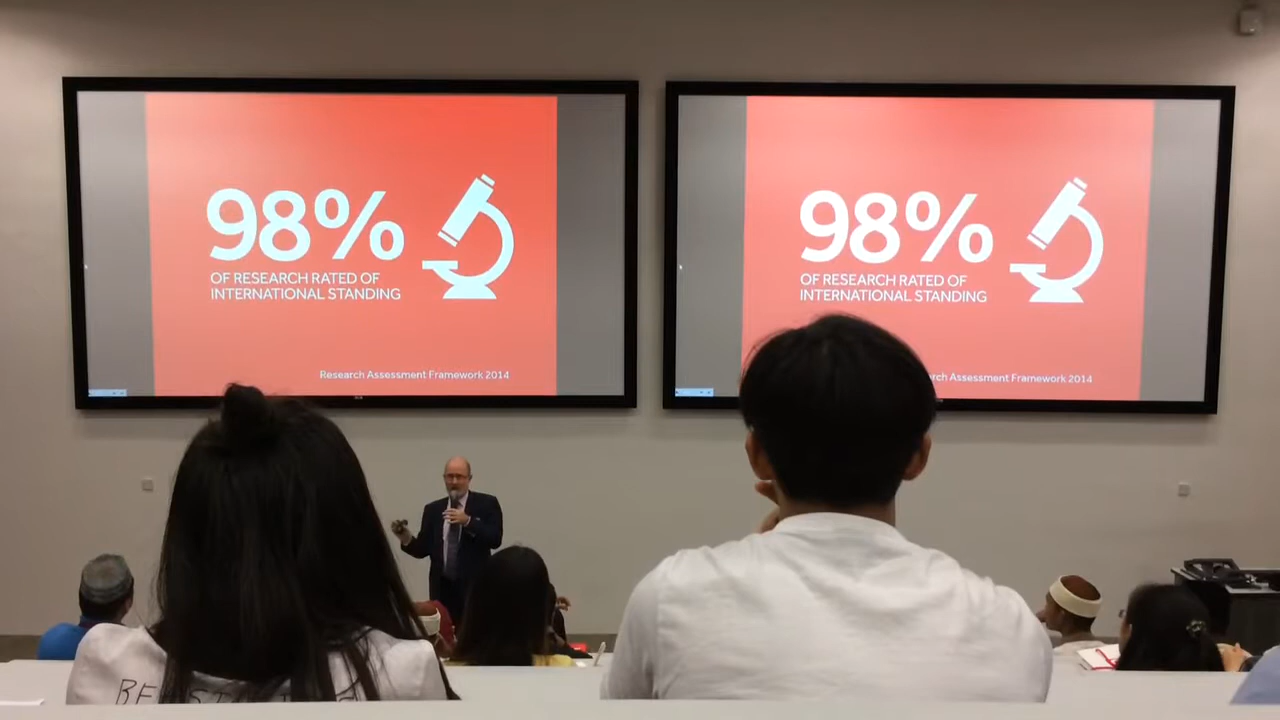 98%
OF RESEARCH RATED OF
INTERNATIONAL STANDING
Research Assessment Framework 2014
98%
OF RESEARCH RATED OF
INTERNATIONAL STANDING
Assessment Framework 2014